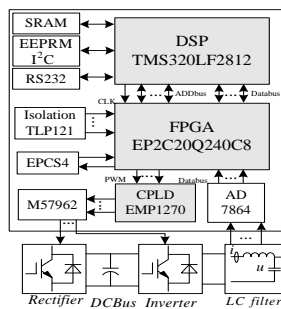 SRAM
EEPRM
I²C
RS232
DSP
TMS320LF2812
CLK
ADDbus
Databus
Isolation
TLP121
FPGA
EP2C20Q240C8
EPCS4
PWM
Databus
M57962
CPLD
EMP1270
AD
7864
i
u
Rectifier
DCBus
Inverter
LC filter